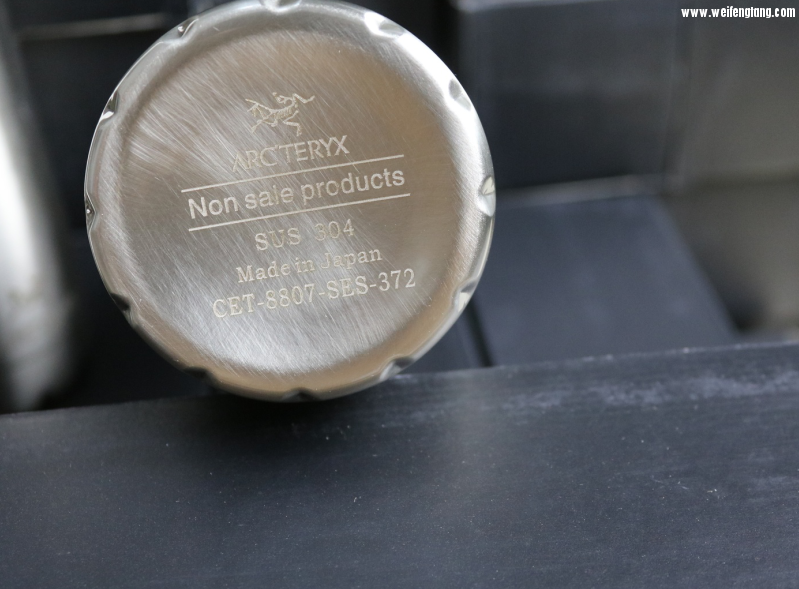 www.weifengtang.com
ARC'TERYX
Non sale products
SUS 304
Made in Japan
CET-8807-SES-372